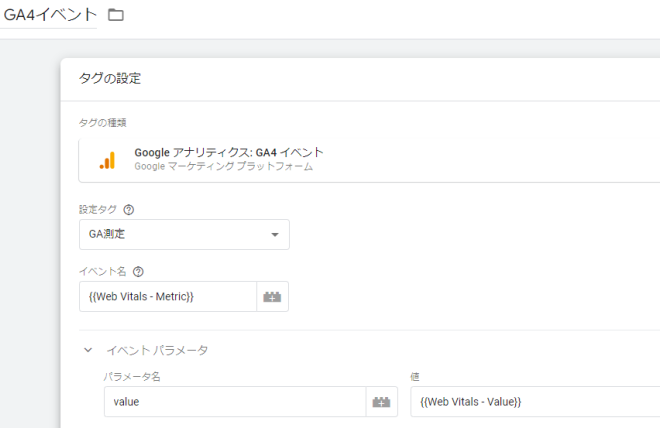 GA4イベント
タグの設定
タグの種類
Google アナリティクス: GA4 イベント
Google マーケティング プラットフォーム
設定タグ
GA測定
イベント名
{{Web Vitals - Metric}}
イベント パラメータ
パラメータ名 値
value {{Web Vitals - Value}}